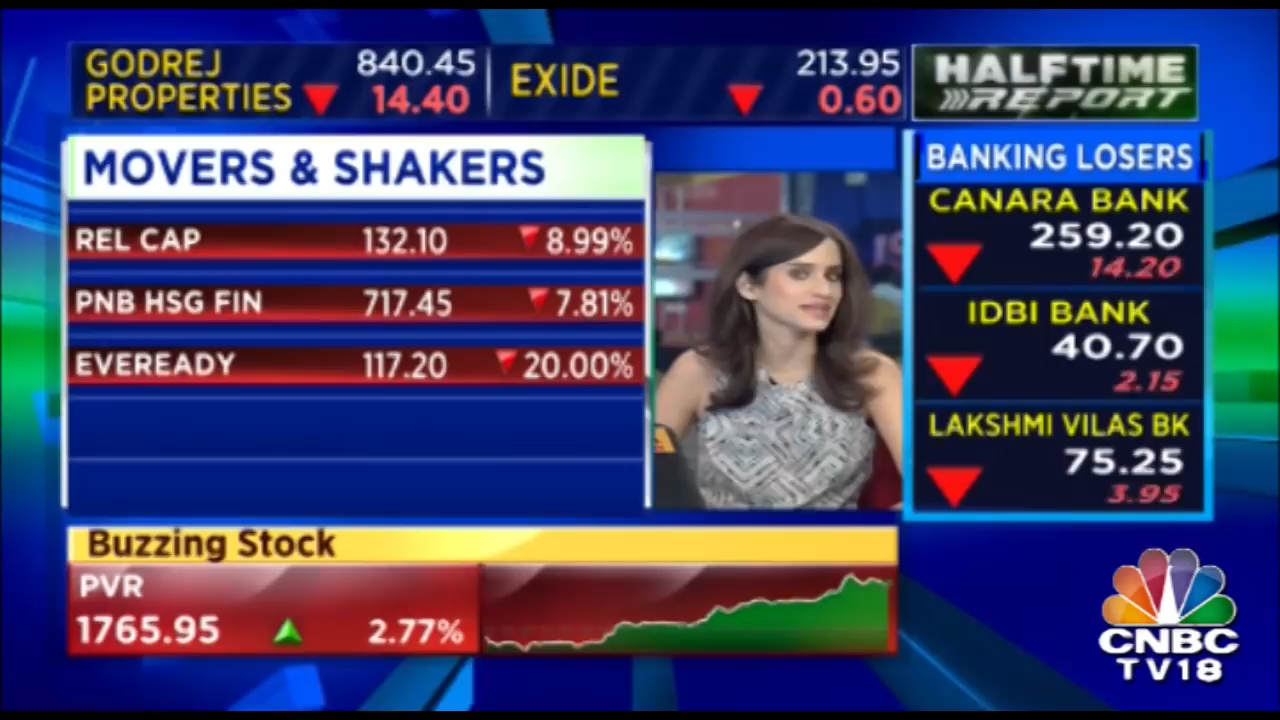 GODREJ
PROPERTIES
840.45
14.40
EXIDE
213.95
0.60
HALFTIME
REPORT
MOVERS & SHAKERS
REL CAP 132.10 8.99%
PNB HSG FIN 717.45 7.81%
EVEREADY 117.20 20.00%
BANKING LOSERS
CANARA BANK
259.20
14.20
IDBI BANK
40.70
2.15
LAKSHMI VILAS BK
75.25
3.95
Buzzing Stock
PVR
1765.95 2.77%
CNBC
TV18